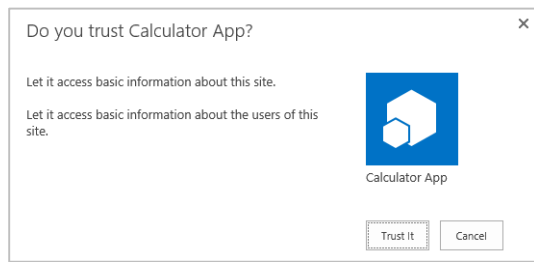 Do you trust Calculator App?
Let it access basic information about this site.
Let it access basic information about the users of this
site.
Calculator App
Trust It
Cancel